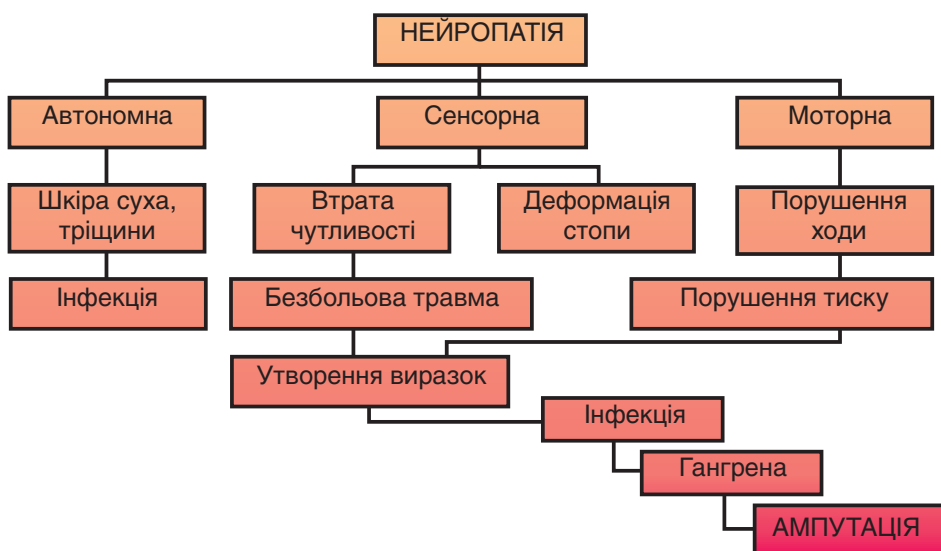 НЕЙРОПАТІЯ
Автономна
Сенсорна
Моторна
Шкіра суха,
тріщини
Втрата
чутливості
Деформація
стопи
Порушення
ходи
Інфекція
Безбольова травма
Порушення тиску
Утворення виразок
Інфекція
Гангрена
АМПУТАЦІЯ